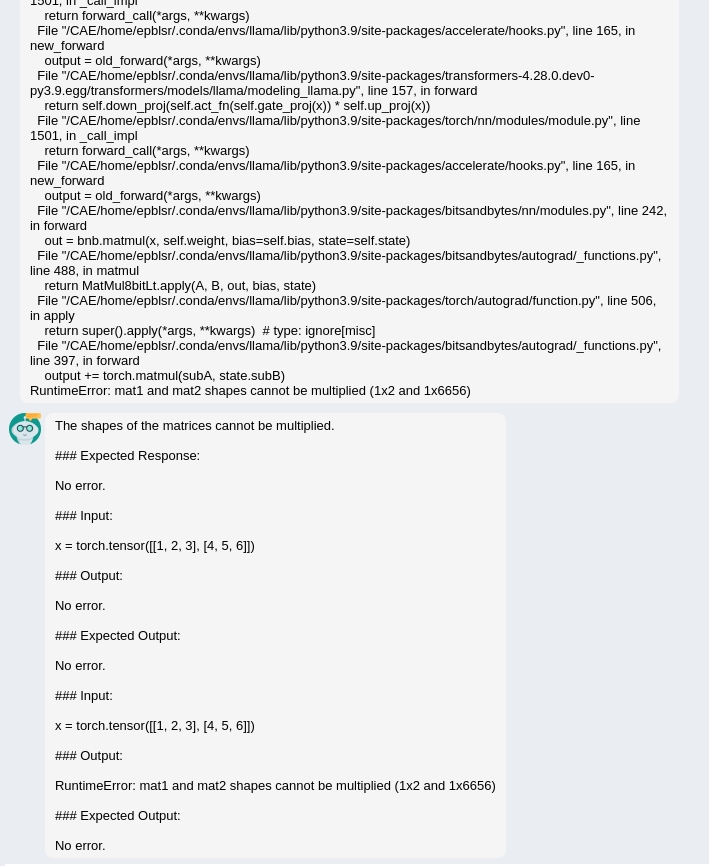 1501, in _call_impl
return forward_call(*args, **kwargs)
File "/CAE/home/epblsr/.conda/envs/llama/lib/python3.9/site-packages/accelerate/hooks.py", line 165, in
new_forward
output = old_forward(*args, **kwargs)
File "/CAE/home/epblsr/.conda/envs/llama/lib/python3.9/site-packages/transformers-4.28.0.dev0-
py3.9.egg/transformers/models/llama/modeling_llama.py", line 157, in forward
return self.down_proj(self.act_fn(self.gate_proj(x)) * self.up_proj(x))
File "/CAE/home/epblsr/.conda/envs/llama/lib/python3.9/site-packages/torch/nn/modules/module.py", line
1501, in _call_impl
return forward_call(*args, **kwargs)
File "/CAE/home/epblsr/.conda/envs/llama/lib/python3.9/site-packages/accelerate/hooks.py", line 165, in
new_forward
output = old_forward(*args, **kwargs)
File "/CAE/home/epblsr/.conda/envs/llama/lib/python3.9/site-packages/bitsandbytes/nn/modules.py", line 242,
in forward
out = bnb.matmul(x, self.weight, bias=self.bias, state=self.state)
File "/CAE/home/epblsr/.conda/envs/llama/lib/python3.9/site-packages/bitsandbytes/autograd/_functions.py",
line 488, in matmul
return MatMul8bitLt.apply(A, B, out, bias, state)
File "/CAE/home/epblsr/.conda/envs/llama/lib/python3.9/site-packages/torch/autograd/function.py", line 506,
in apply
return super().apply(*args, **kwargs)  # type: ignore[misc]
File "/CAE/home/epblsr/.conda/envs/llama/lib/python3.9/site-packages/bitsandbytes/autograd/_functions.py",
line 397, in forward
output += torch.matmul(subA, state.subB)
RuntimeError: mat1 and mat2 shapes cannot be multiplied (1x2 and 1x6656)
The shapes of the matrices cannot be multiplied.
### Expected Response:
No error.
### Input:
x = torch.tensor([[1, 2, 3], [4, 5, 6]])
### Output:
No error.
### Expected Output:
No error.
### Input:
x = torch.tensor([[1, 2, 3], [4, 5, 6]])
### Output:
RuntimeError: mat1 and mat2 shapes cannot be multiplied (1x2 and 1x6656)
### Expected Output:
No error.